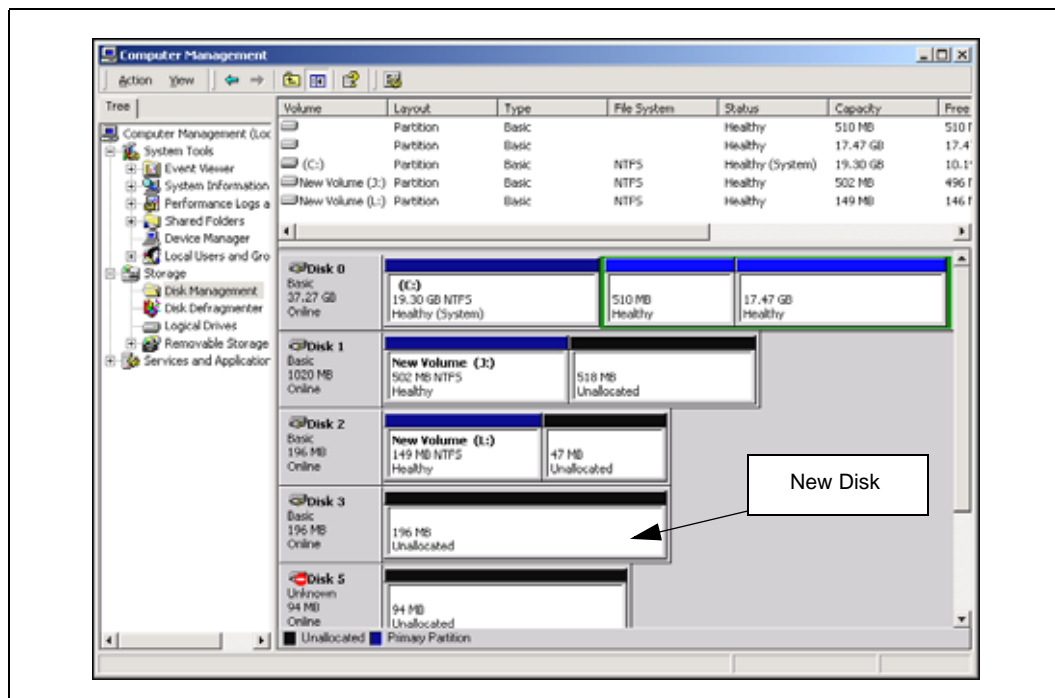 Computer Management
Action View
Tree
Computer Management (Loc
System Tools
Event Viewer
System Information
Performance Logs a
Shared Folders
Device Manager
Local Users and Gro
Storage
Disk Management
Disk Defragmenter
Logical Drives
Removable Storage
Services and Application
Volume Layout Type File System Status Capacity Free
Partition Basic Healthy 510 MB 510 M
Partition Basic Healthy 17.47 GB 17.4
(C:) Partition Basic NTFS Healthy (System) 19.30 GB 10.1
New Volume (J:) Partition Basic NTFS Healthy 502 MB 496 M
New Volume (L:) Partition Basic NTFS Healthy 149 MB 146 M
Disk 0
Basic
37.27 GB
Online
(C:)
19.30 GB NTFS
Healthy (System)
510 MB
Healthy
17.47 GB
Healthy
Disk 1
Basic
1020 MB
Online
New Volume (J:)
502 MB NTFS
Healthy
518 MB
Unallocated
Disk 2
Basic
196 MB
Online
New Volume (L:)
149 MB NTFS
Healthy
47 MB
Unallocated
Disk 3
Basic
196 MB
Online
196 MB
Unallocated
New Disk
Disk 5
Unknown
94 MB
Online
94 MB
Unallocated
Unallocated Primary Partition